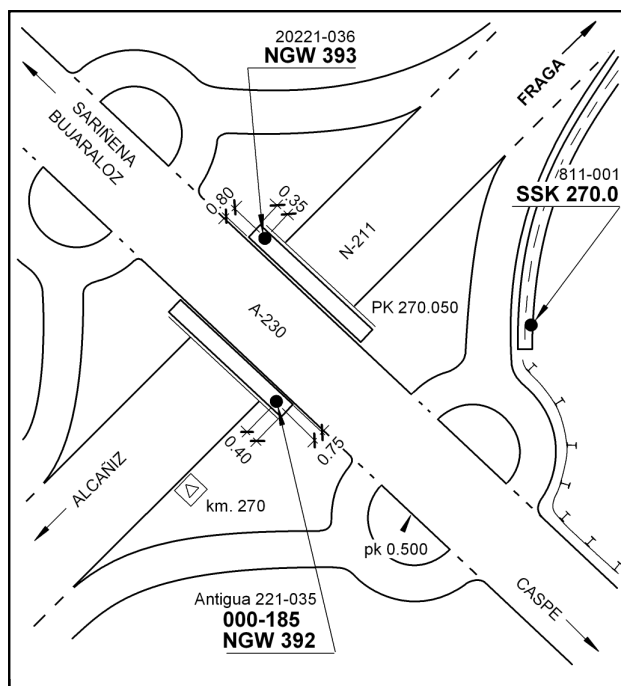 20221-036
NGW 393
FRAGA
SARIÑENA
BUJARALOZ
811-001
SSK 270.0
0.80
0.35
N-211
PK 270.050
A-230
ALCAÑIZ
0.40
0.75
km. 270
pk 0.500
Antigua 221-035
000-185
NGW 392
CASPE